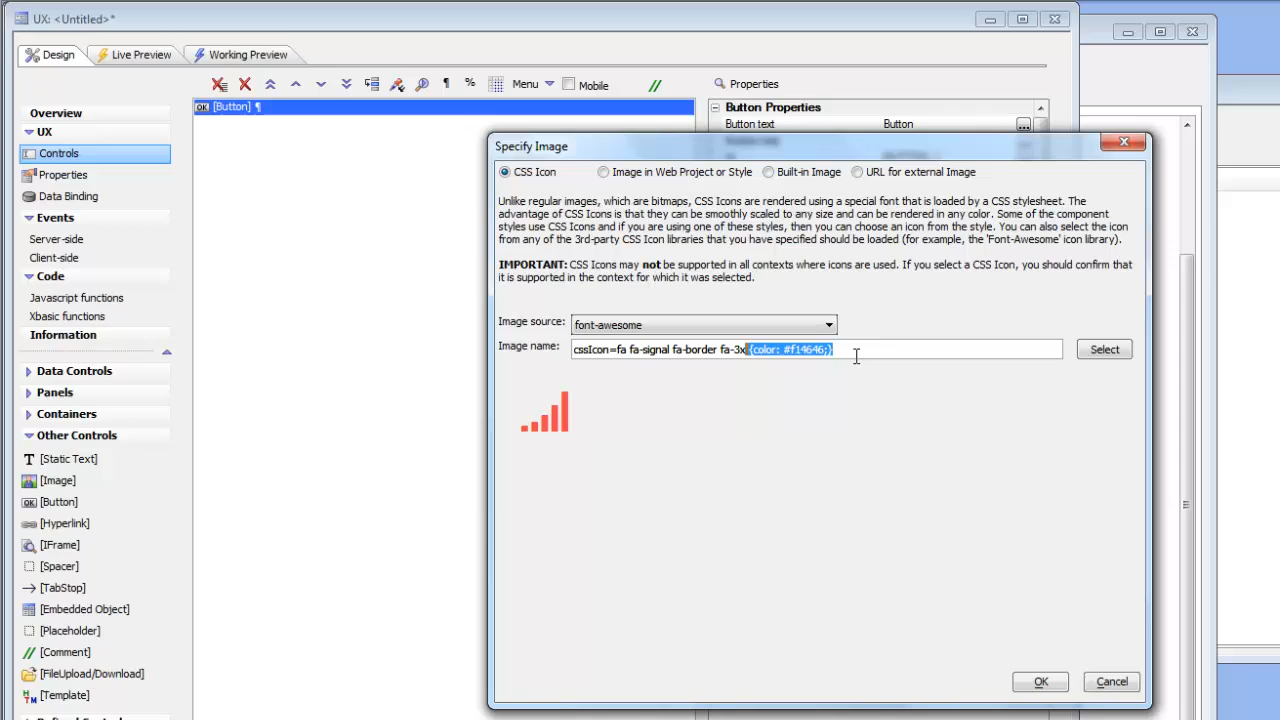 UX: <Untitled>*
Design
Live Preview
Working Preview
Menu
Mobile
Properties
Overview
UX
Controls
Properties
Data Binding
Events
Server-side
Client-side
Code
Javascript functions
Xbasic functions
Information
Data Controls
Panels
Containers
Other Controls
[Static Text]
[Image]
[Button]
[Hyperlink]
[IFrame]
[Spacer]
[TabStop]
[Embedded Object]
[Placeholder]
[Comment]
[FileUpload/Download]
[Template]
OK [Button] ¶
Button Properties
Button text Button
Specify Image
CSS Icon Image in Web Project or Style Built-in Image URL for external Image
Unlike regular images, which are bitmaps, CSS Icons are rendered using a special font that is loaded by a CSS stylesheet. The
advantage of CSS Icons is that they can be smoothly scaled to any size and can be rendered in any color. Some of the component
styles use CSS Icons and if you are using one of these styles, then you can choose an icon from the style. You can also select the icon
from any of the 3rd-party CSS Icon libraries that you have specified should be loaded (for example, the 'Font-Awesome' icon library).
IMPORTANT: CSS Icons may not be supported in all contexts where icons are used. If you select a CSS Icon, you should confirm that
it is supported in the context for which it was selected.
Image source: font-awesome
Image name: cssIcon=fa fa-signal fa-border fa-3x {color: #f14646;}
Select
OK
Cancel